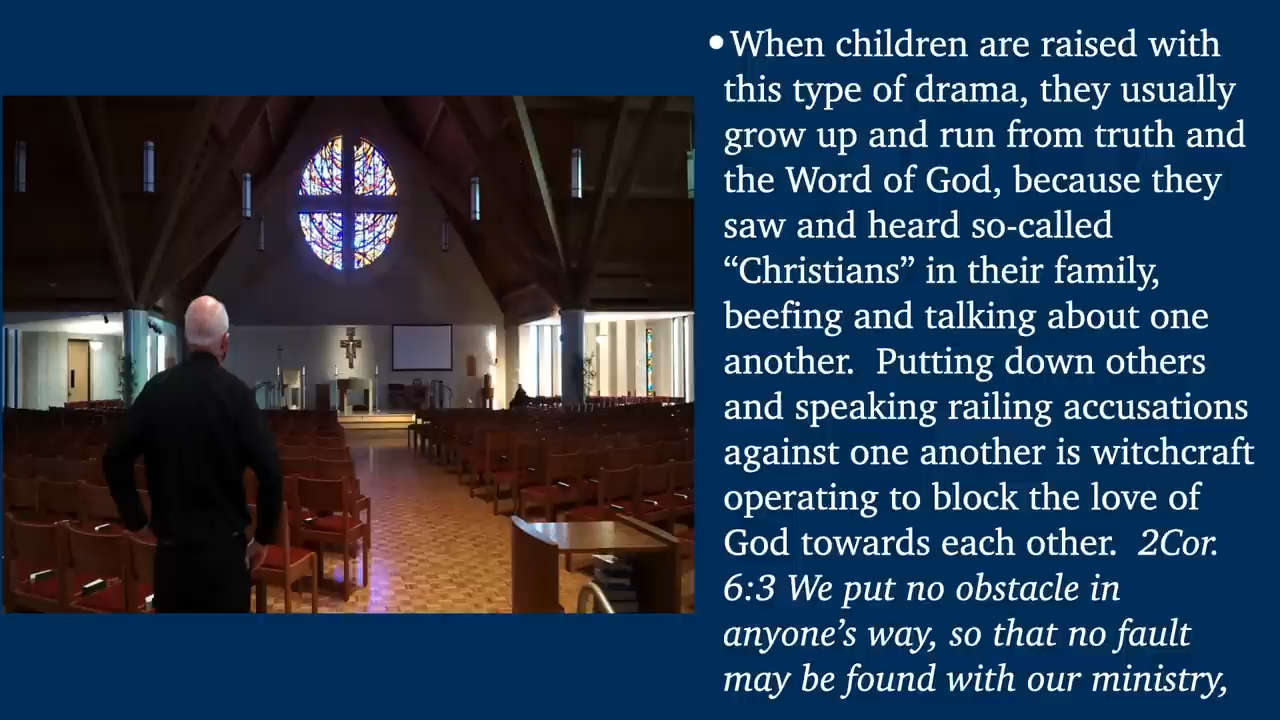 •When children are raised with
this type of drama, they usually
grow up and run from truth and
the Word of God, because they
saw and heard so-called
“Christians” in their family,
beefing and talking about one
another.  Putting down others
and speaking railing accusations
against one another is witchcraft
operating to block the love of
God towards each other.  2Cor.
6:3 We put no obstacle in
anyone’s way, so that no fault
may be found with our ministry,